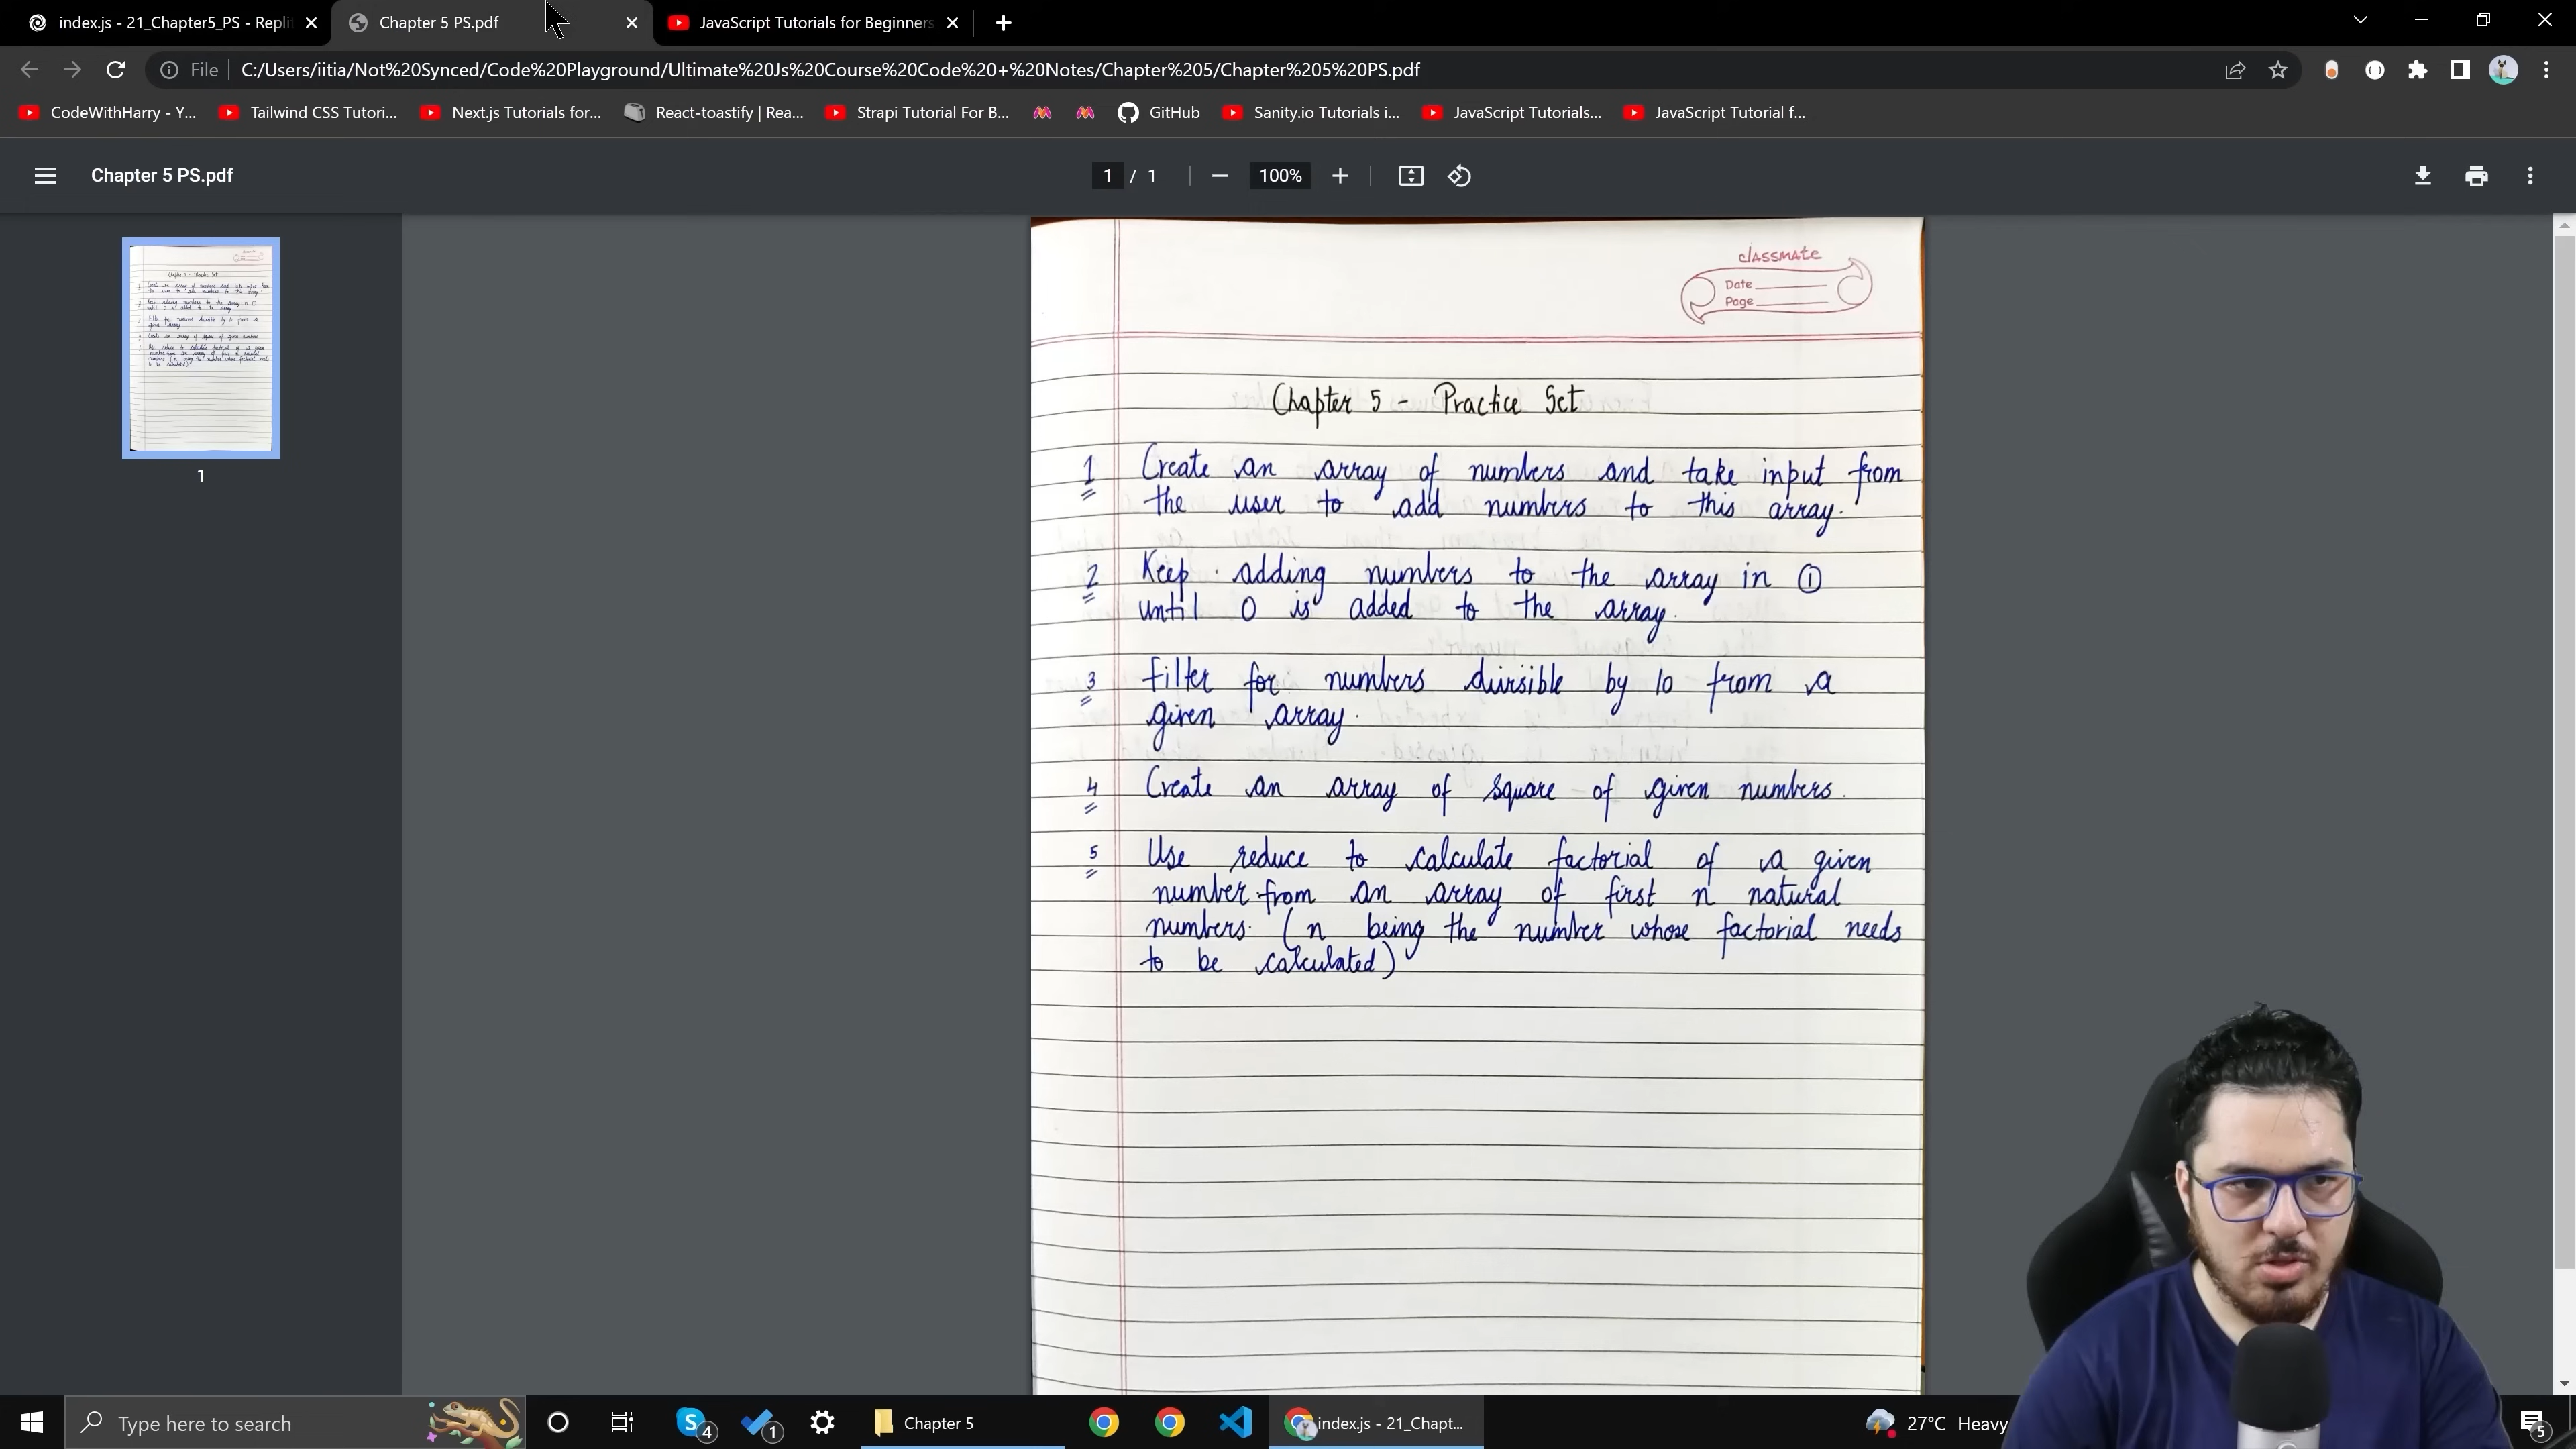 index.js - 21_Chapter5_PS - Repli
Chapter 5 PS.pdf
JavaScript Tutorials for Beginners
File
C:/Users/iitia/Not%20Synced/Code%20Playground/Ultimate%20Js%20Course%20Code%20+%20Notes/Chapter%205/Chapter%205%20PS.pdf
CodeWithHarry - Y...
Tailwind CSS Tutori...
Next.js Tutorials for...
React-toastify | Rea...
Strapi Tutorial For B...
GitHub
Sanity.io Tutorials i...
JavaScript Tutorials...
JavaScript Tutorial f...
Chapter 5 PS.pdf
1 / 1
100%
1
classmate
Date
Page
Chapter 5 - Practice Set
1 Create an array of numbers and take input from
the user to add numbers to this array.
2 Keep adding numbers to the array in ①
until 0 is added to the array.
3 Filter for numbers divisible by 10 from a
given array.
4 Create an array of square of given numbers.
5 Use reduce to calculate factorial of a given
number from an array of first n natural
numbers. (n being the number whose factorial needs
to be calculated)
Type here to search
4
1
Chapter 5
index.js - 21_Chapt...
27°C Heavy
5